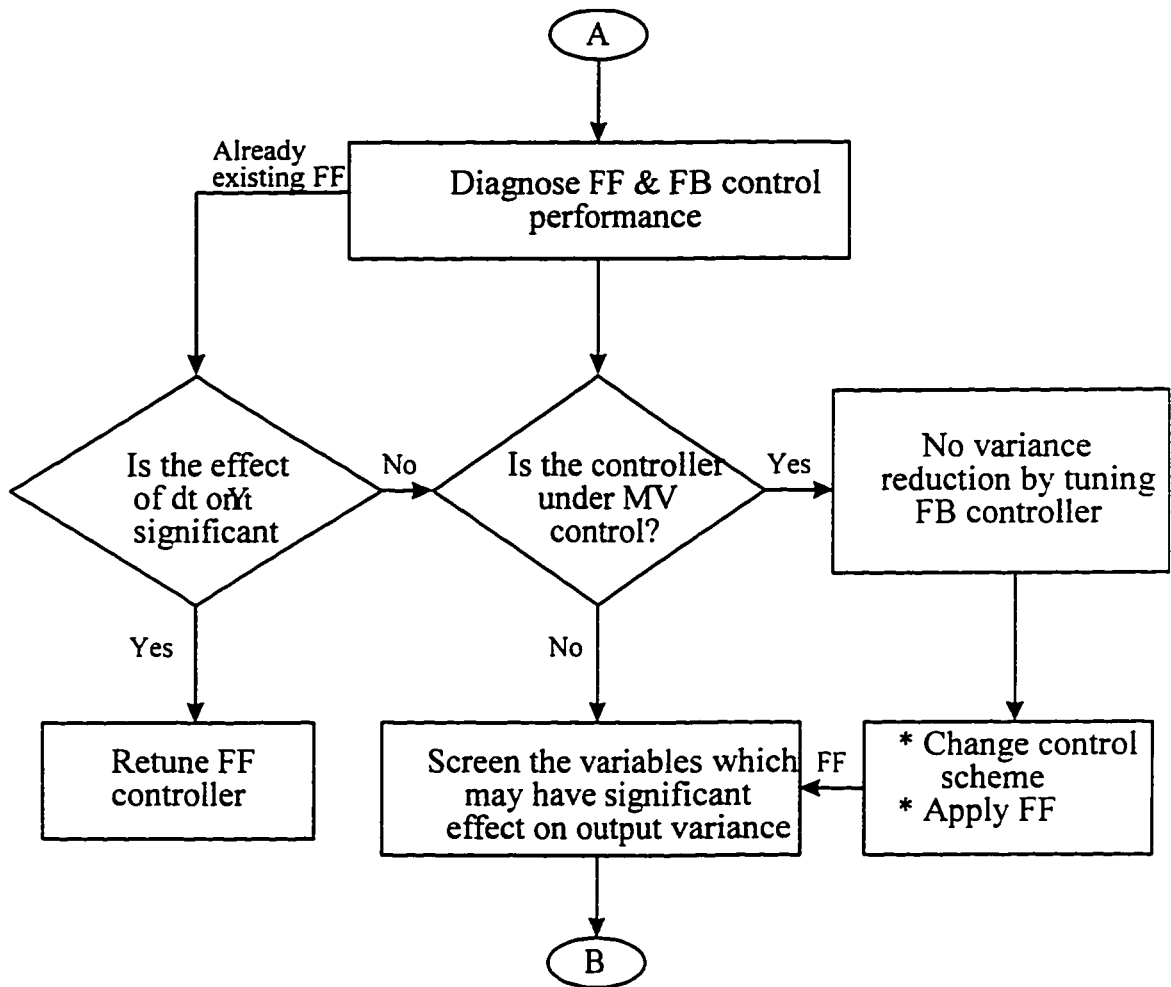 A
Already
existing FF
Diagnose FF & FB control
performance
Is the effect
of dt on Yt
significant
No
Is the controller
under MV
control?
Yes
No variance
reduction by tuning
FB controller
Yes
No
Retune FF
controller
Screen the variables which
may have significant
effect on output variance
FF
* Change control
scheme
* Apply FF
B